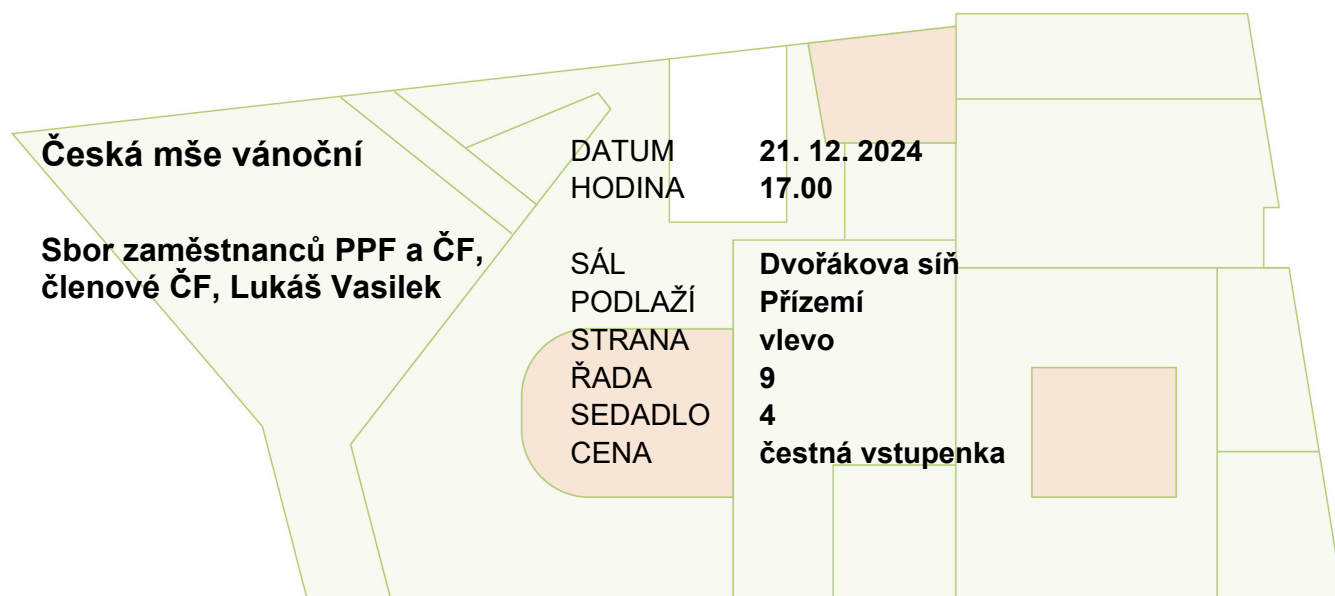 Česká mše vánoční
Sbor zaměstnanců PPF a ČF,
členové ČF, Lukáš Vasilek
DATUM 21. 12. 2024
HODINA 17.00
SÁL Dvořákova síň
PODLAŽÍ Přízemí
STRANA vlevo
ŘADA 9
SEDADLO 4
CENA čestná vstupenka